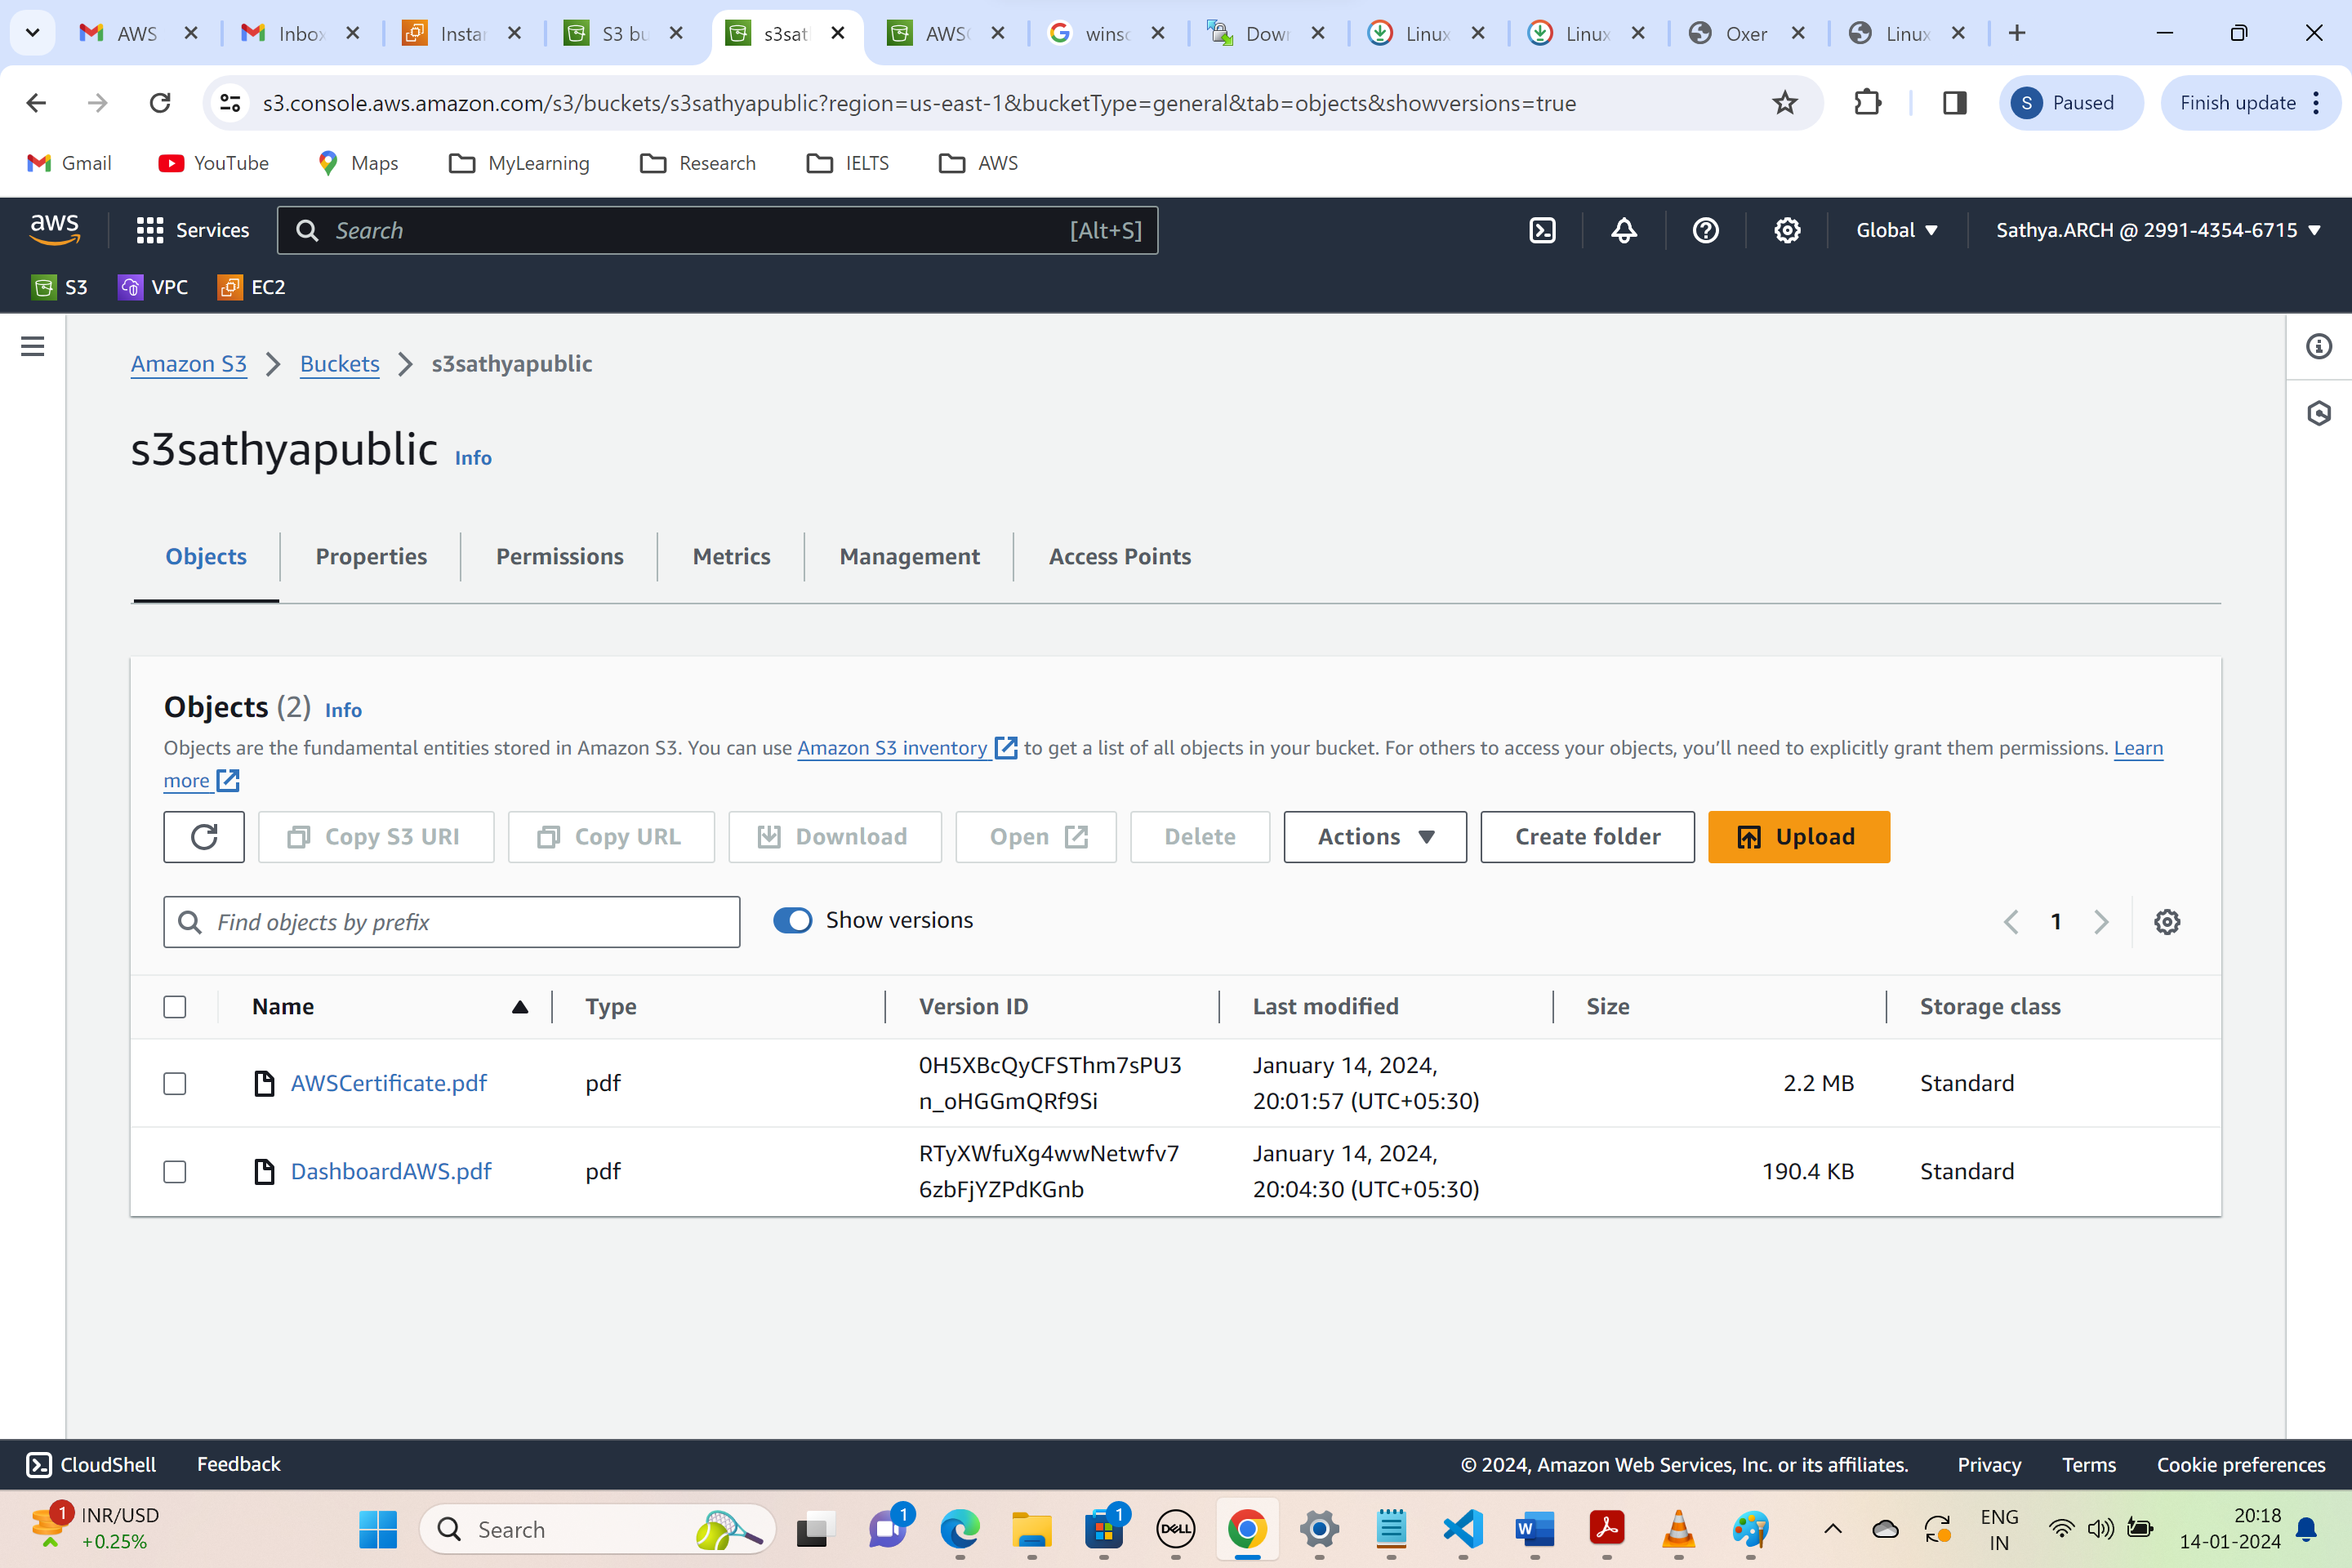 AWS
Inbox
Instar
S3 bu
s3sat
AWSC
winsc
Down
Linux
Linux
Oxer
Linux
s3.console.aws.amazon.com/s3/buckets/s3sathyapublic?region=us-east-1&bucketType=general&tab=objects&showversions=true
S
Paused
Finish update
Gmail
YouTube
Maps
MyLearning
Research
IELTS
AWS
aws
Services
Search
[Alt+S]
Global
Sathya.ARCH @ 2991-4354-6715
S3
VPC
EC2
Amazon S3 > Buckets > s3sathyapublic
s3sathyapublic Info
Objects
Properties
Permissions
Metrics
Management
Access Points
Objects (2) Info
Objects are the fundamental entities stored in Amazon S3. You can use Amazon S3 inventory to get a list of all objects in your bucket. For others to access your objects, you'll need to explicitly grant them permissions. Learn
more
Copy S3 URI
Copy URL
Download
Open
Delete
Actions
Create folder
Upload
Find objects by prefix
Show versions
1
Name
Type
Version ID
Last modified
Size
Storage class
AWSCertificate.pdf
pdf
0H5XBcQyCFSThm7sPU3
n_oHGGmQRf9Si
January 14, 2024,
20:01:57 (UTC+05:30)
2.2 MB
Standard
DashboardAWS.pdf
pdf
RTyXWfuXg4wwNetwfv7
6zbFjYZPdKGnb
January 14, 2024,
20:04:30 (UTC+05:30)
190.4 KB
Standard
CloudShell
Feedback
© 2024, Amazon Web Services, Inc. or its affiliates.
Privacy
Terms
Cookie preferences
1
INR/USD
+0.25%
Search
1
1
DELL
W
ENG
IN
20:18
14-01-2024